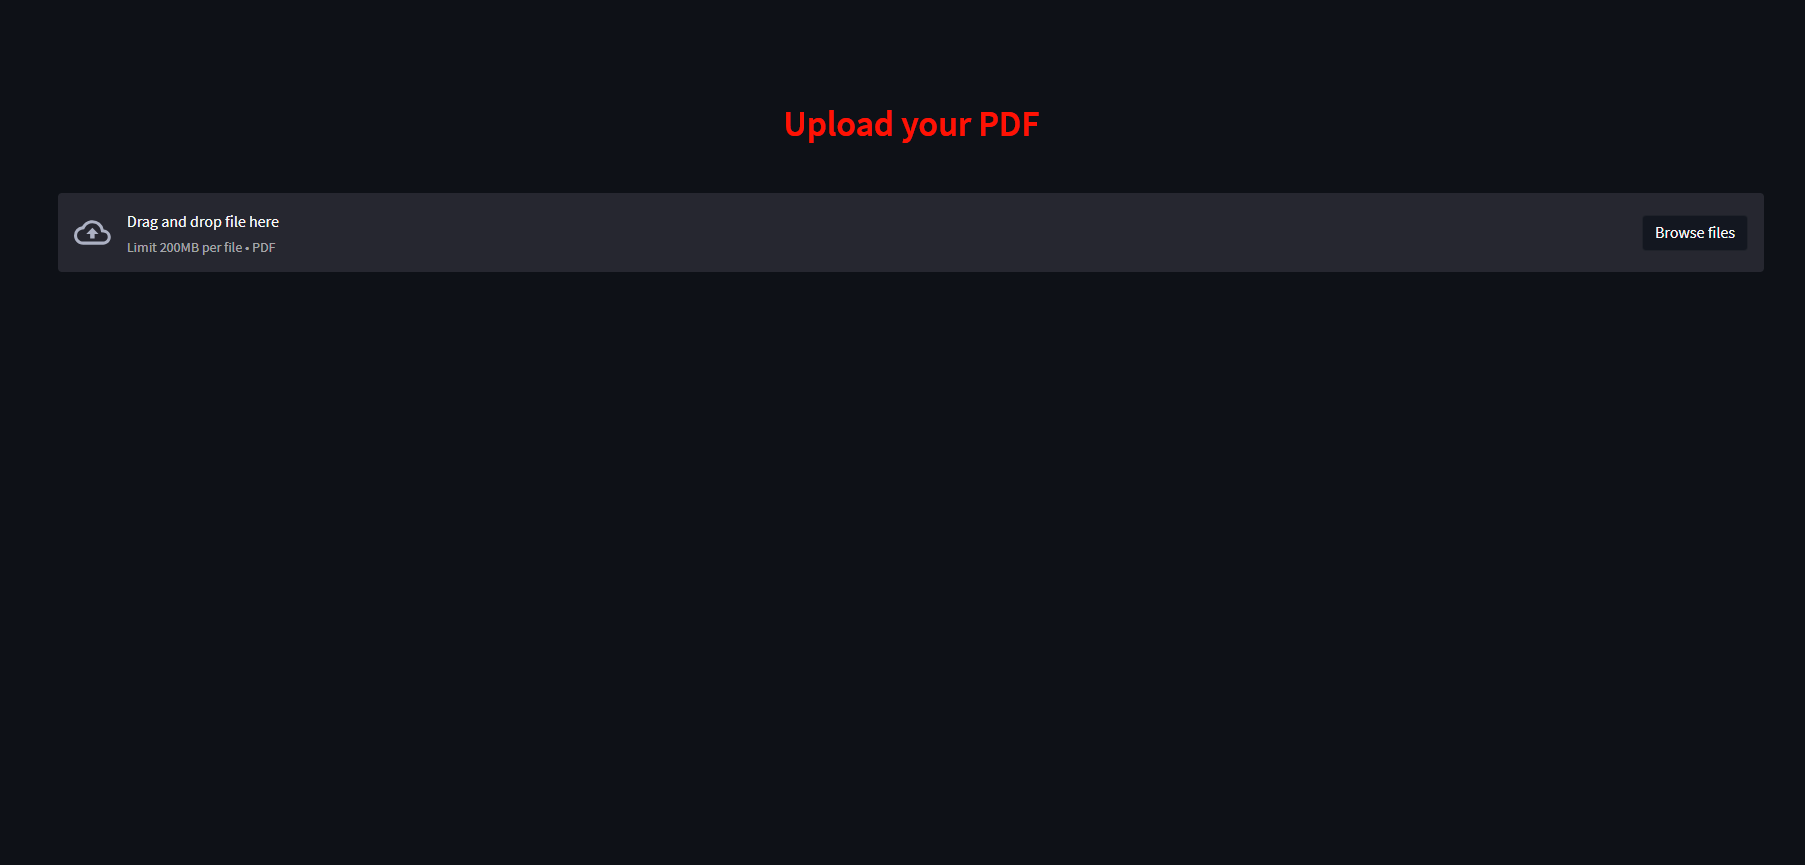 Upload your PDF
Drag and drop file here
Limit 200MB per file • PDF
Browse files